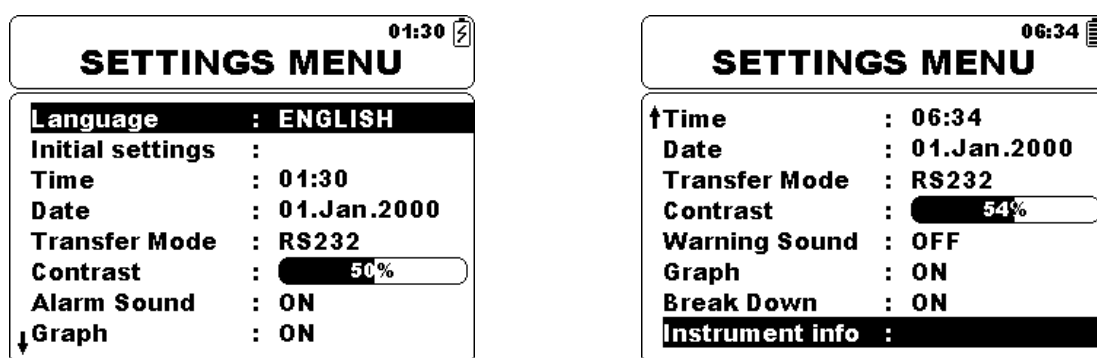 01:30
SETTINGS MENU
Language : ENGLISH
Initial settings :
Time : 01:30
Date : 01.Jan.2000
Transfer Mode : RS232
Contrast : 50%
Alarm Sound : ON
Graph : ON
06:34
SETTINGS MENU
Time : 06:34
Date : 01.Jan.2000
Transfer Mode : RS232
Contrast : 54%
Warning Sound : OFF
Graph : ON
Break Down : ON
Instrument info :